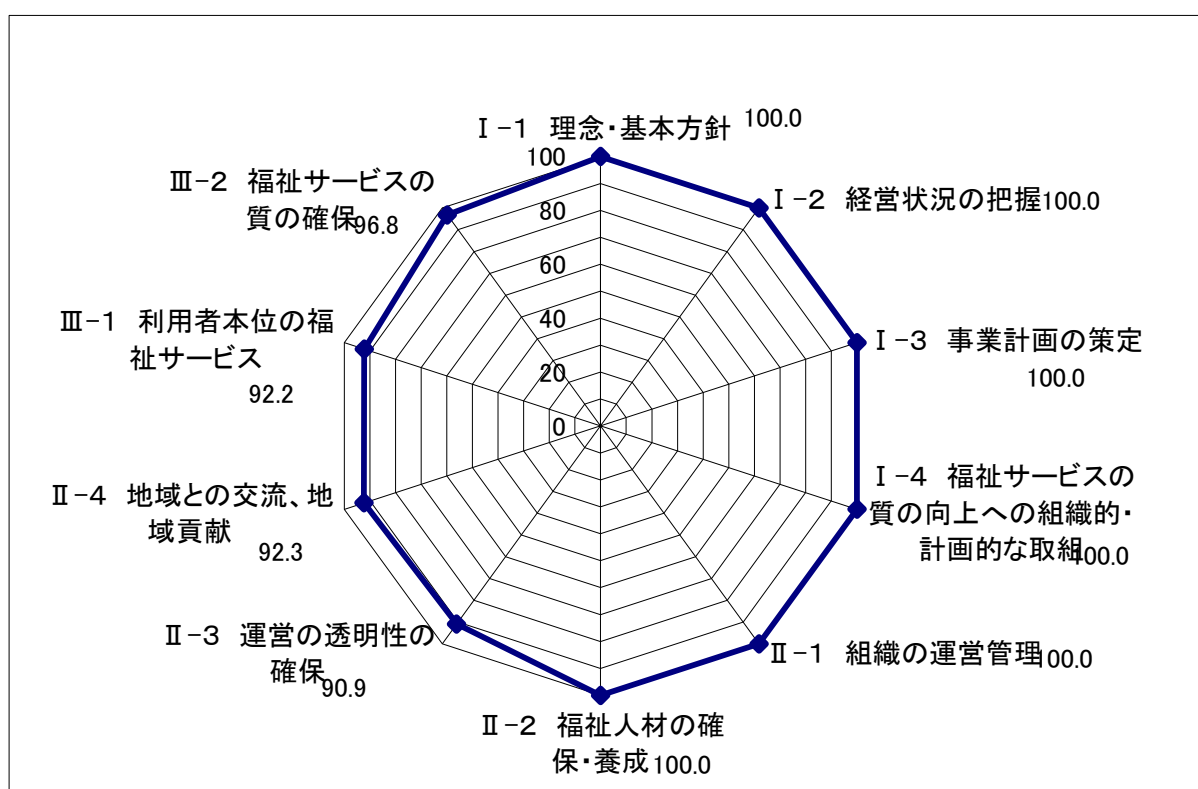 Ⅰ-1 理念・基本方針 100.0
Ⅰ-2 経営状況の把握 100.0
Ⅰ-3 事業計画の策定
100.0
Ⅰ-4 福祉サービスの
質の向上への組織的・
計画的な取組 100.0
Ⅱ-1 組織の運営管理 100.0
Ⅱ-2 福祉人材の確
保・養成 100.0
Ⅱ-3 運営の透明性の
確保 90.9
Ⅱ-4 地域との交流、地
域貢献 92.3
Ⅲ-1 利用者本位の福
祉サービス
92.2
Ⅲ-2 福祉サービスの
質の確保 96.8
100
80
60
40
20
0